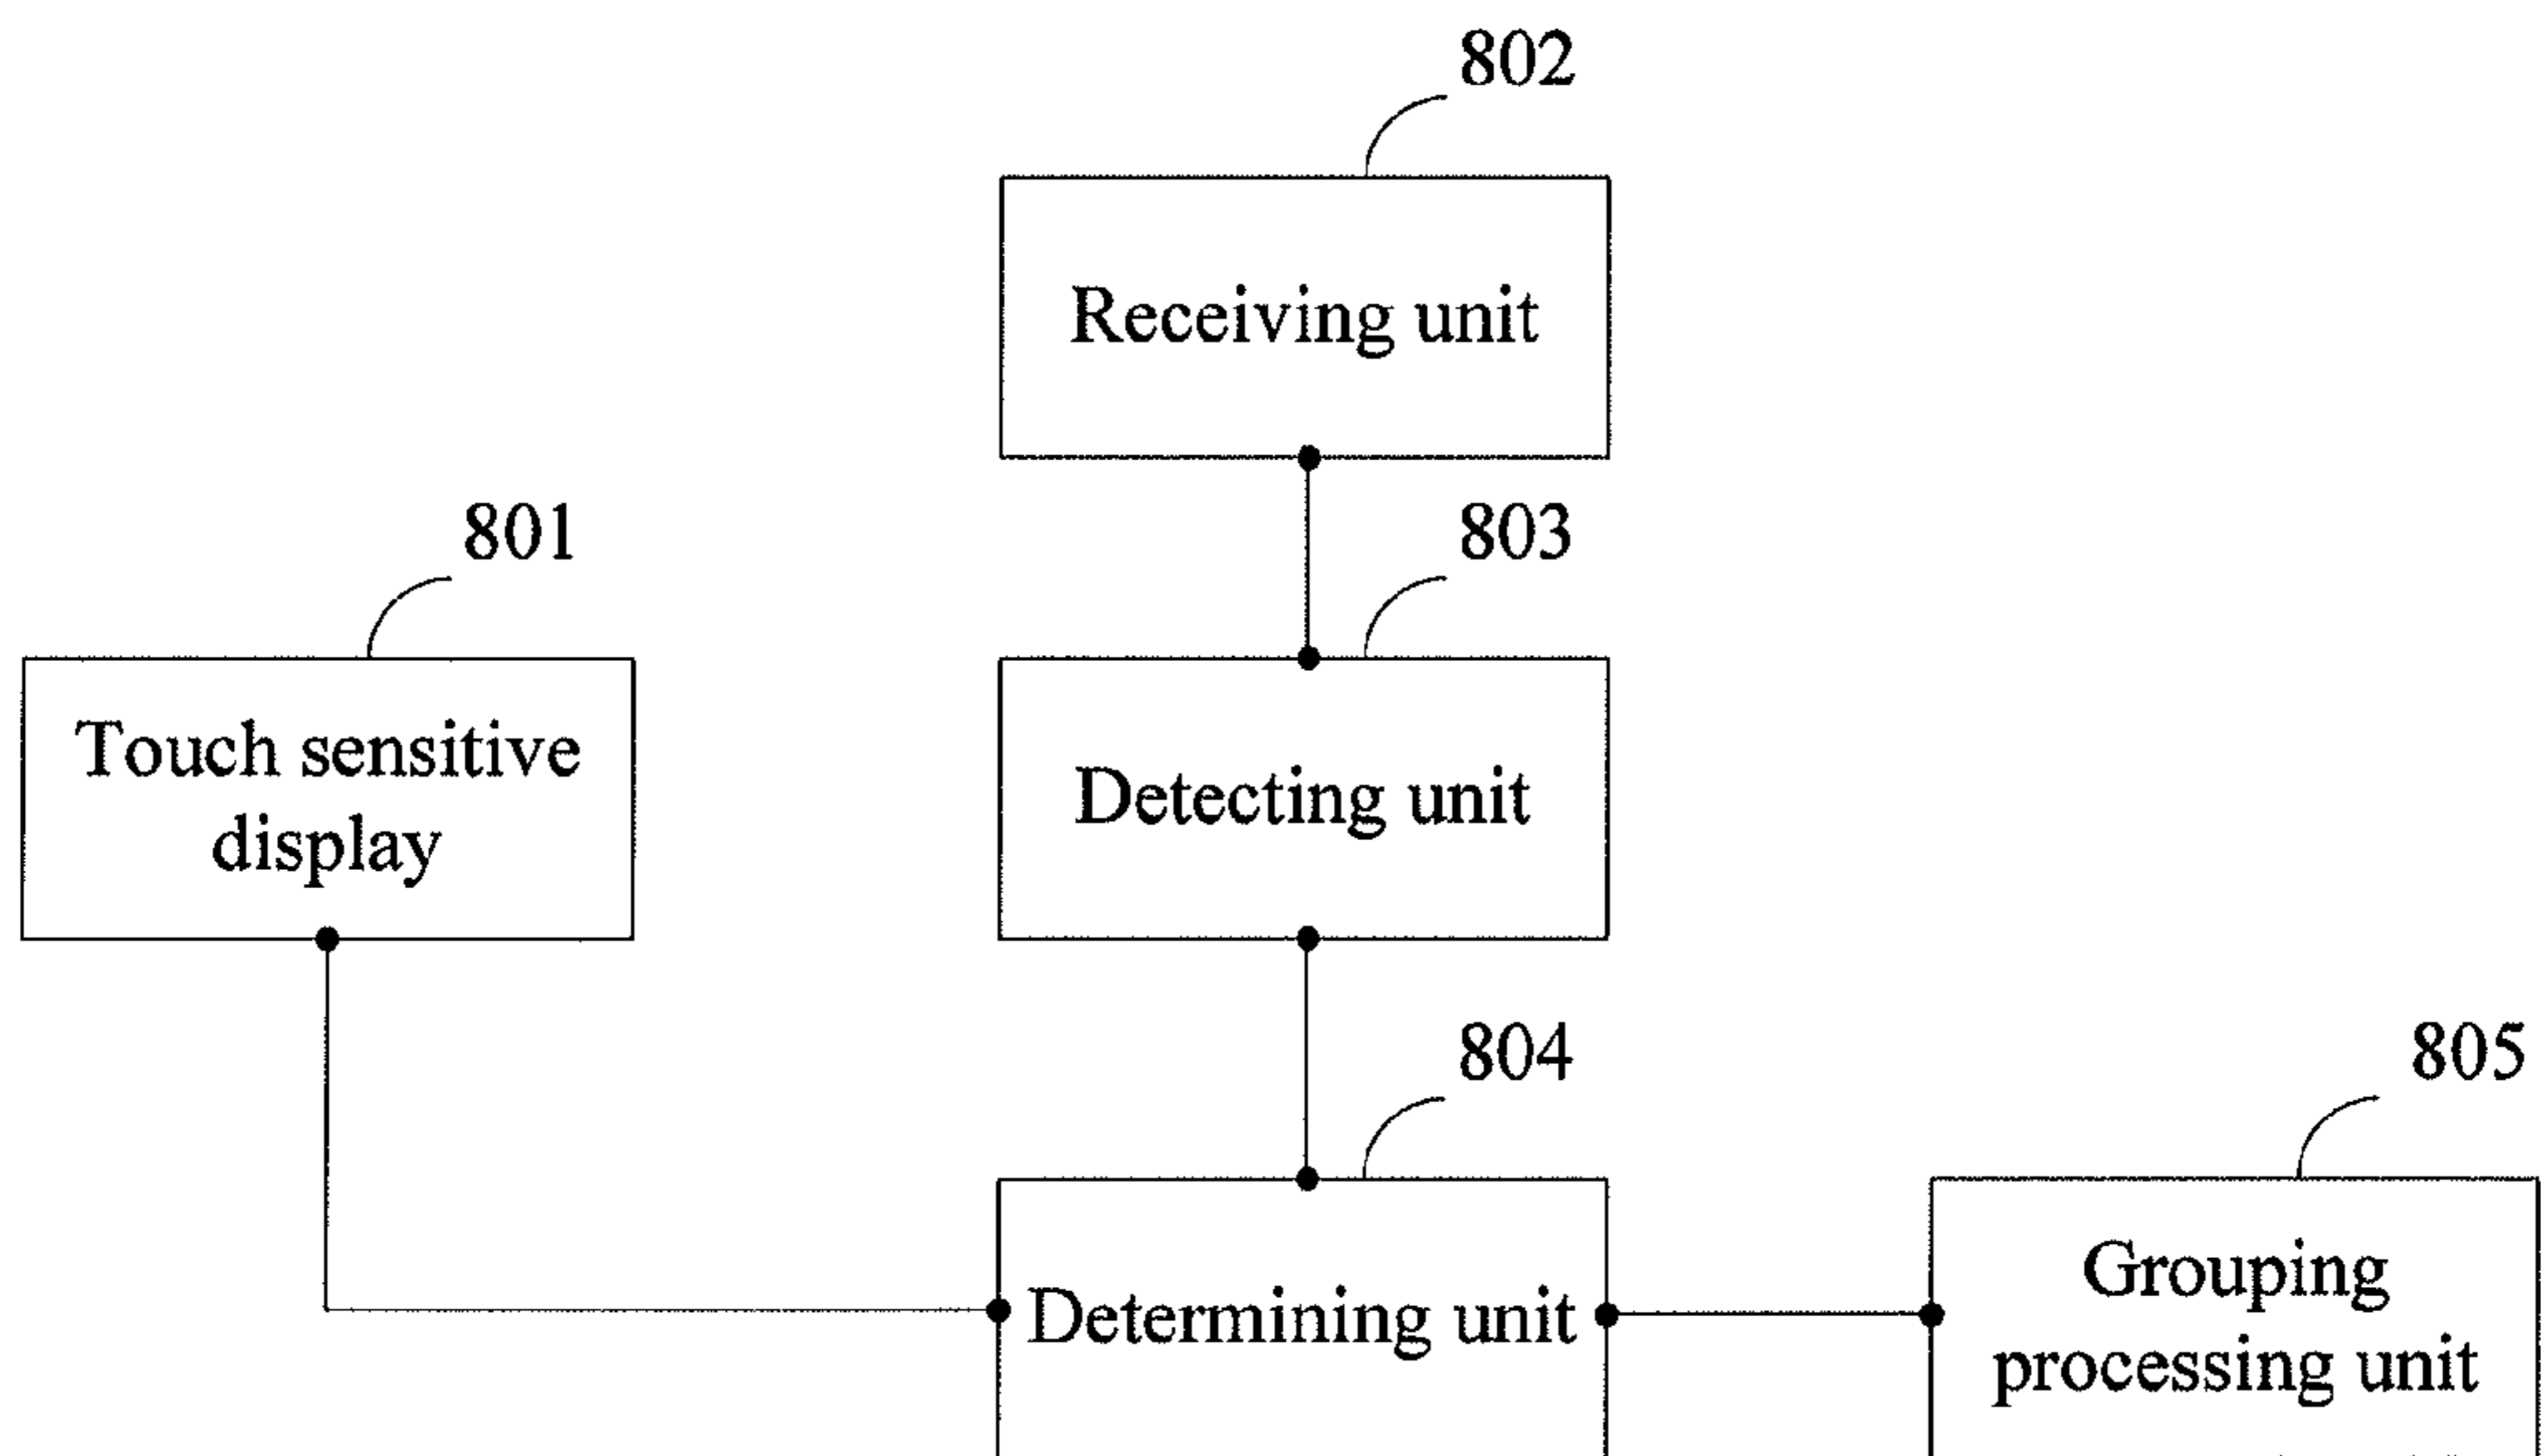 802
Receiving unit
801
803
Touch sensitive
display
Detecting unit
804
805
Determining unit
Grouping
processing unit